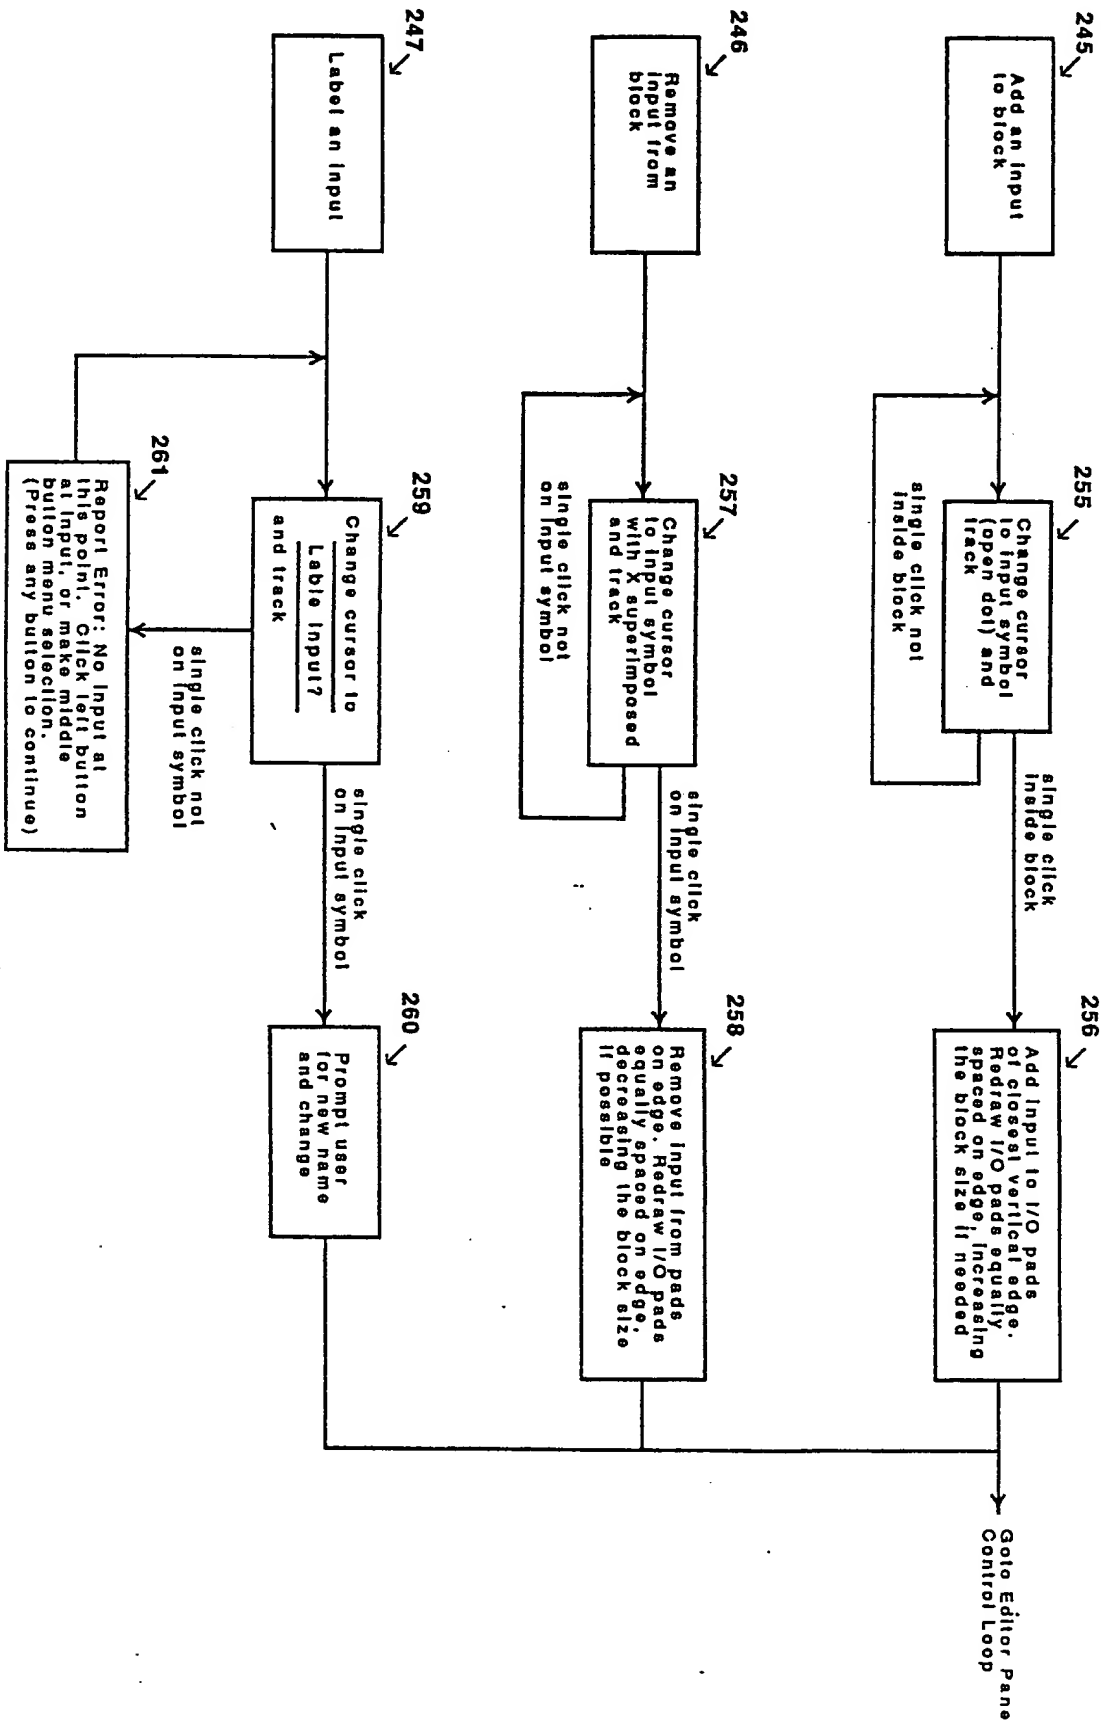 245
Add an input
to block
255
Change cursor
to input symbol
(open dot) and
track
single click not
inside block
single click
inside block
256
Add input to I/O pads
of closest vertical edge.
Redraw I/O pads equally
spaced on edge, increasing
the block size if needed
Goto Editor Pane
Control Loop
246
Remove an
input from
block
257
Change cursor
to input symbol
with X superimposed
and track
single click not
on input symbol
single click
on input symbol
258
Remove input from pads
on edge. Redraw I/O pads
equally spaced on edge,
decreasing the block size
if possible
247
Label an input
259
Change cursor to
Lable Input?
and track
single click
on input symbol
260
Prompt user
for new name
and change
single click not
on input symbol
261
Report Error: No Input at
this point. Click left button
at input, or make middle
button menu selection.
(Press any button to continue)